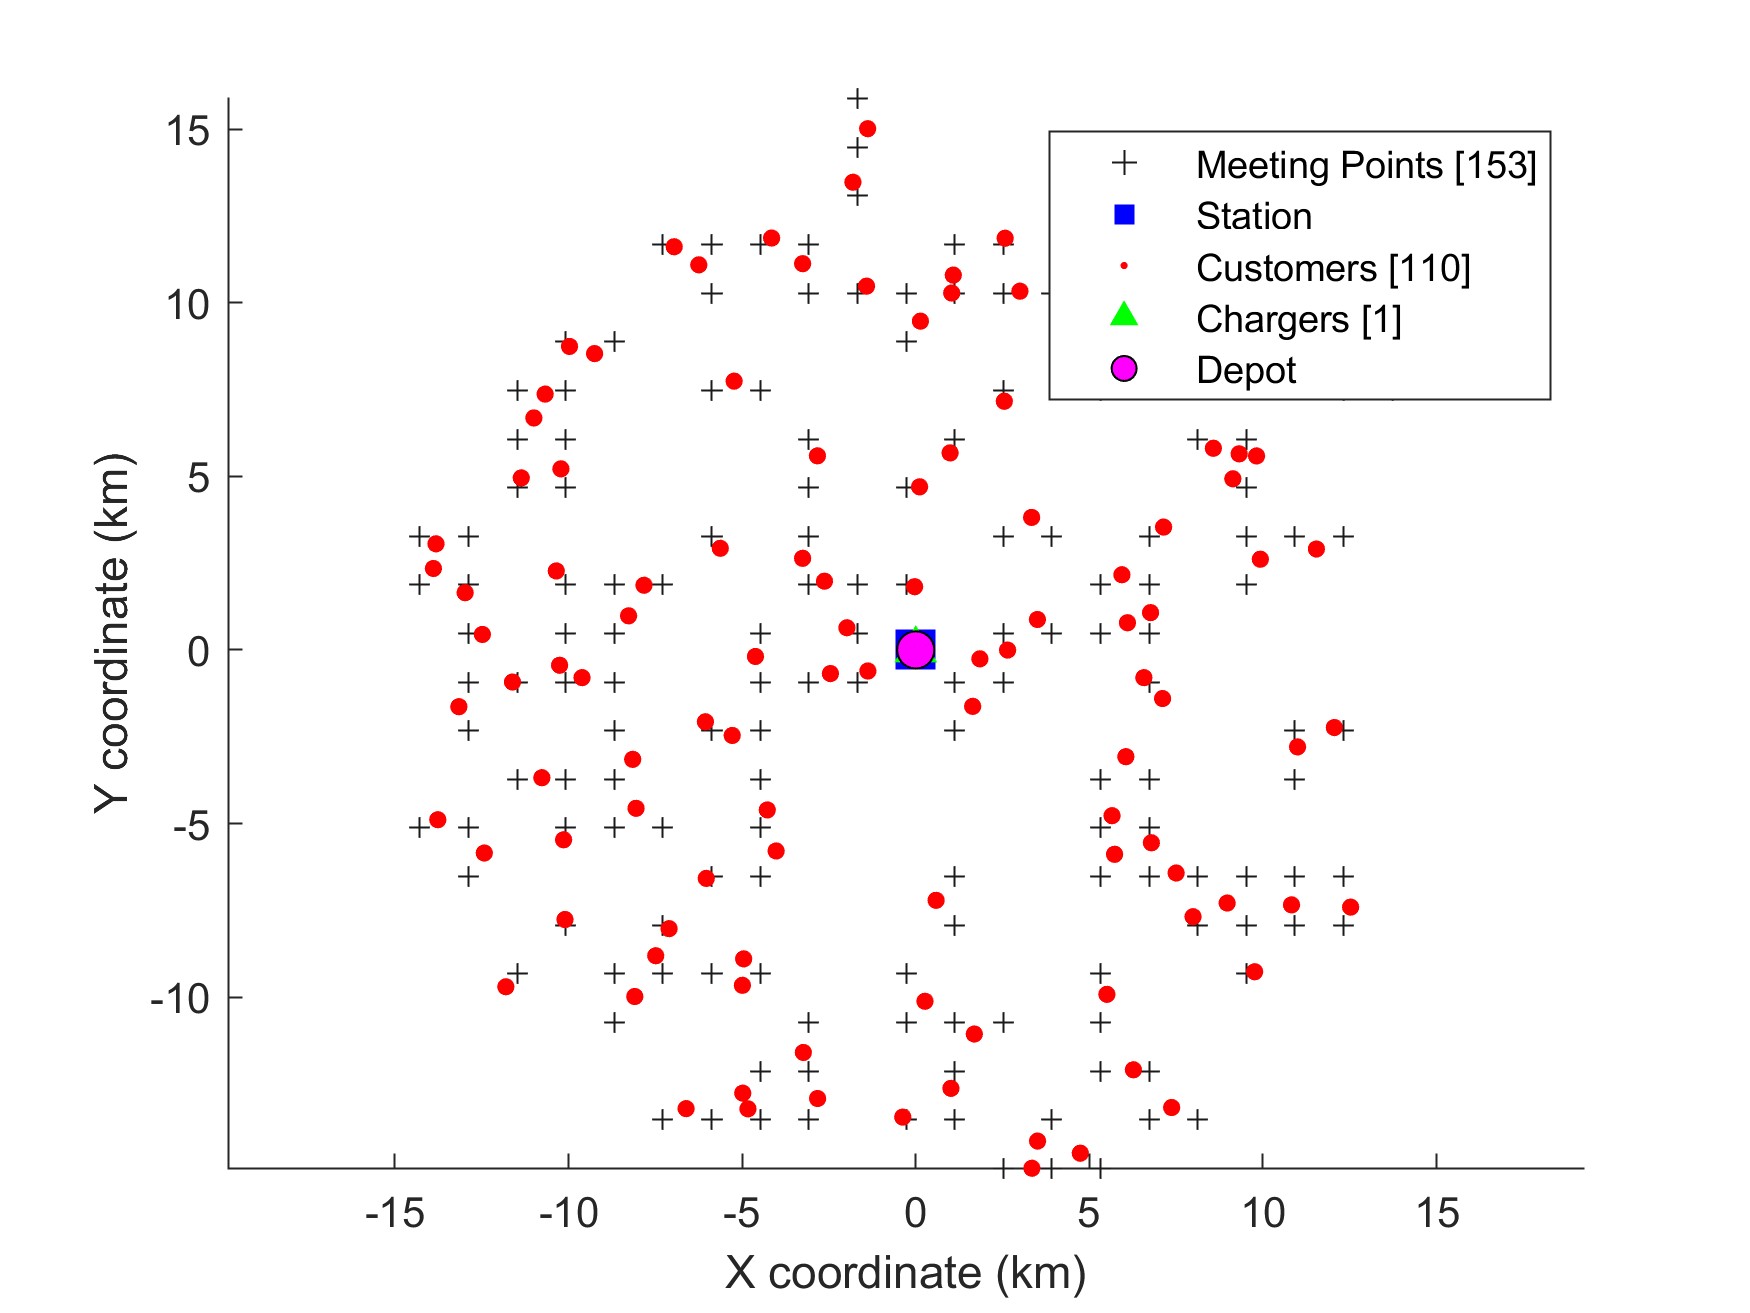 15
10
5
0
-5
-10
Y coordinate (km)
Meeting Points [153]
Station
Customers [110]
Chargers [1]
Depot
-15 -10 -5 0 5 10 15
X coordinate (km)